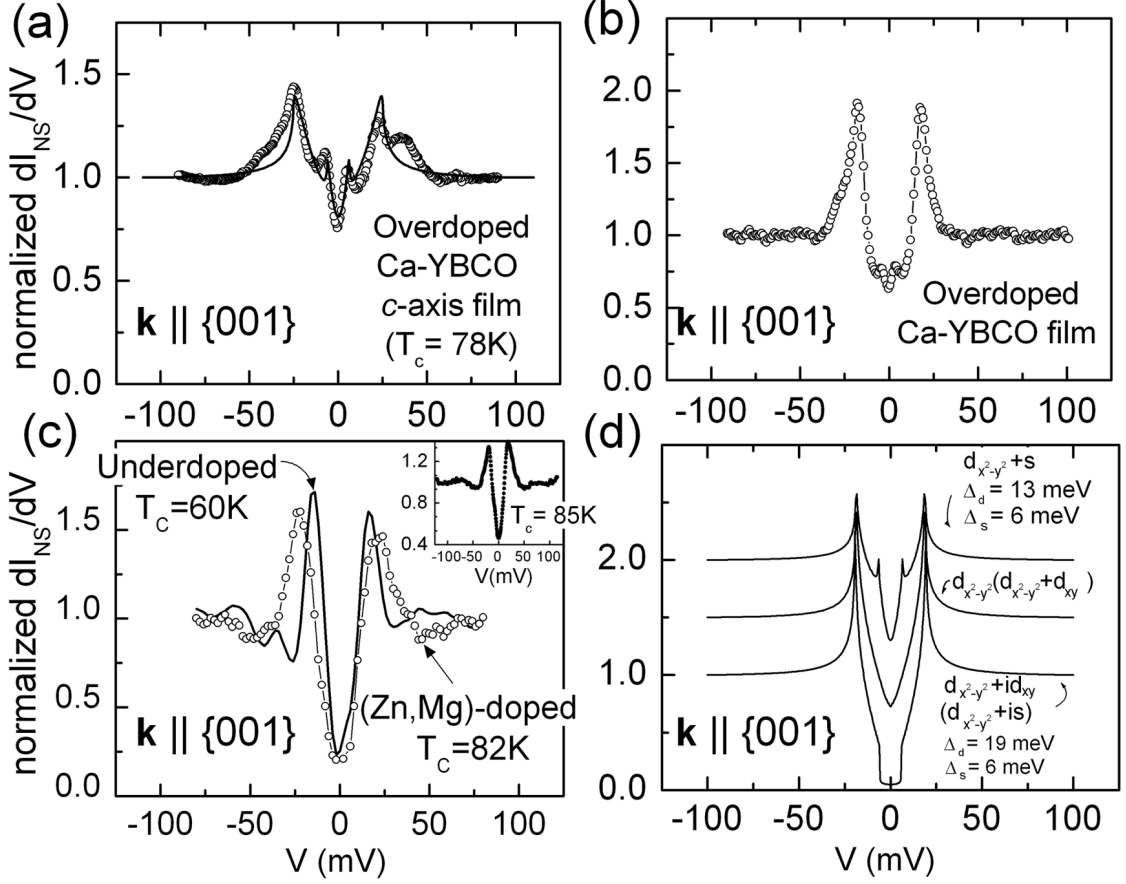 (a)
normalized dI_NS/dV
1.5
1.0
0.5
0.0
-100 -50 0 50 100
Overdoped
Ca-YBCO
c-axis film
(T_c = 78K)
k || {001}
(b)
2.0
1.5
1.0
0.5
0.0
-100 -50 0 50 100
Overdoped
Ca-YBCO film
k || {001}
(c)
normalized dI_NS/dV
1.5
1.0
0.5
0.0
-100 -50 0 50 100
V (mV)
Underdoped
T_C=60K
(Zn,Mg)-doped
T_C=82K
k || {001}
1.2
0.8
0.4
-100 -50 0 50 100
V(mV)
T_c = 85K
(d)
2.0
1.0
0.0
-100 -50 0 50 100
V (mV)
d_x²-y²+s
Δ_d = 13 meV
Δ_s = 6 meV
d_x²-y²(d_x²-y²+d_xy)
d_x²-y²+id_xy
(d_x²-y²+is)
Δ_d = 19 meV
Δ_s = 6 meV
k || {001}